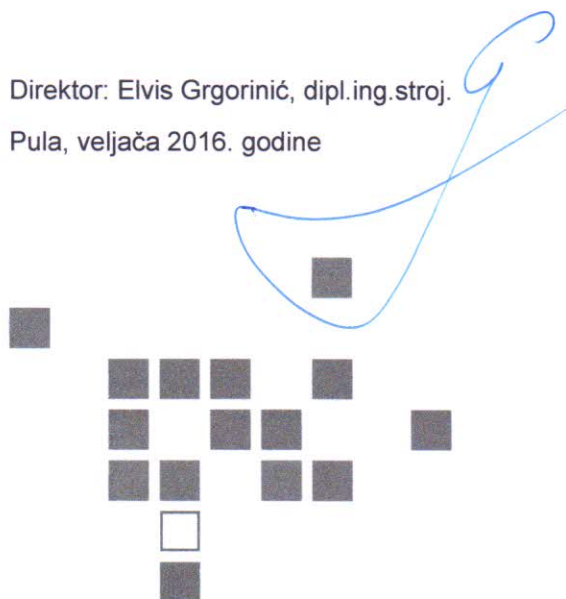 Direktor: Elvis Grgorinić, dipl.ing.stroj.
Pula, veljača 2016. godine